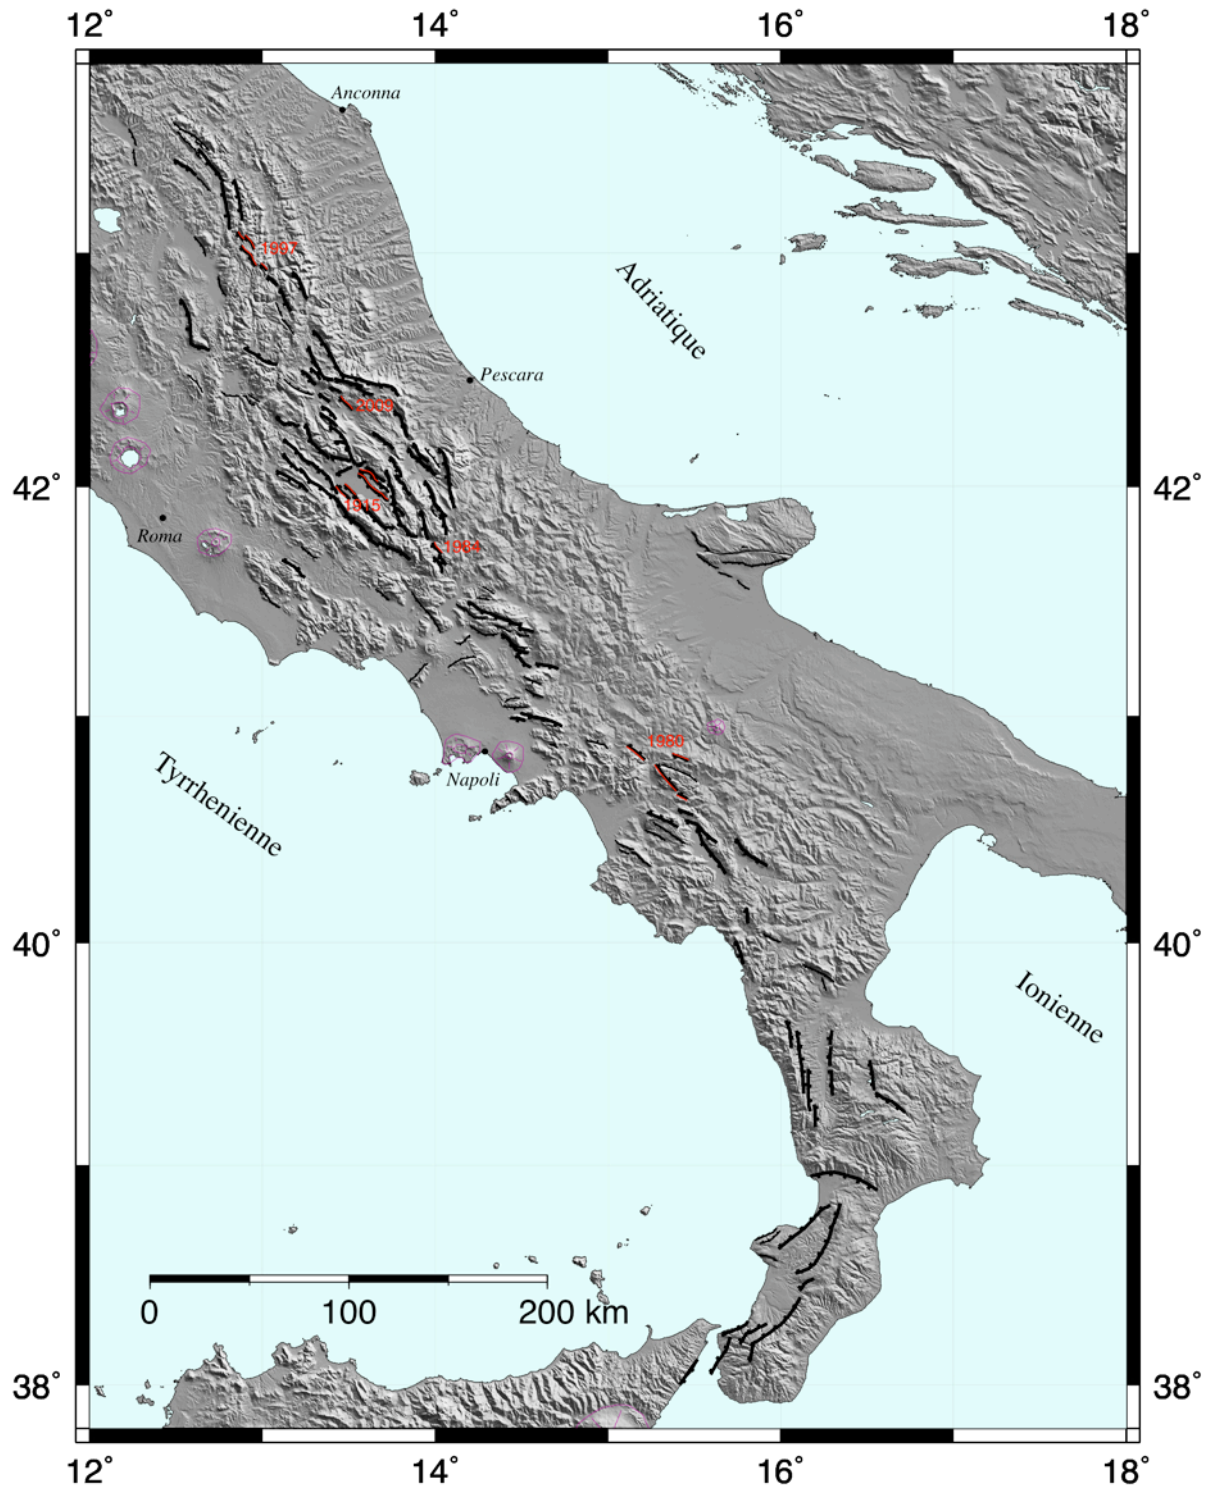 12° 14° 16° 18°
Anconna
1997
Adriatique
Pescara
2009
42° 42°
1915
Roma
1984
1980
Napoli
Tyrrhenienne
40° 40°
Ionienne
0 100 200 km
38° 38°
12° 14° 16° 18°